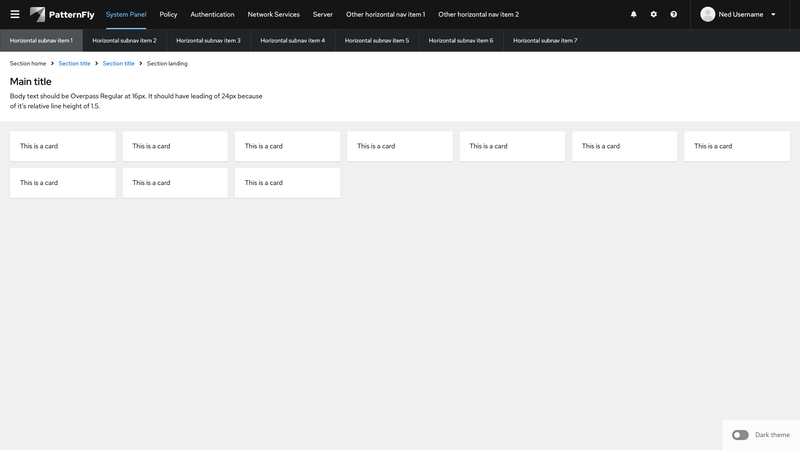 PatternFly System Panel Policy Authentication Network Services Server Other horizontal nav item 1 Other horizontal nav item 2 Ned Username
Horizontal subnav item 1 Horizontal subnav item 2 Horizontal subnav item 3 Horizontal subnav item 4 Horizontal subnav item 5 Horizontal subnav item 6 Horizontal subnav item 7
Section home Section title Section title Section landing
Main title
Body text should be Overpass Regular at 16px. It should have leading of 24px because
of it's relative line height of 1.5.
This is a card This is a card This is a card This is a card This is a card This is a card This is a card
This is a card This is a card This is a card
Dark theme